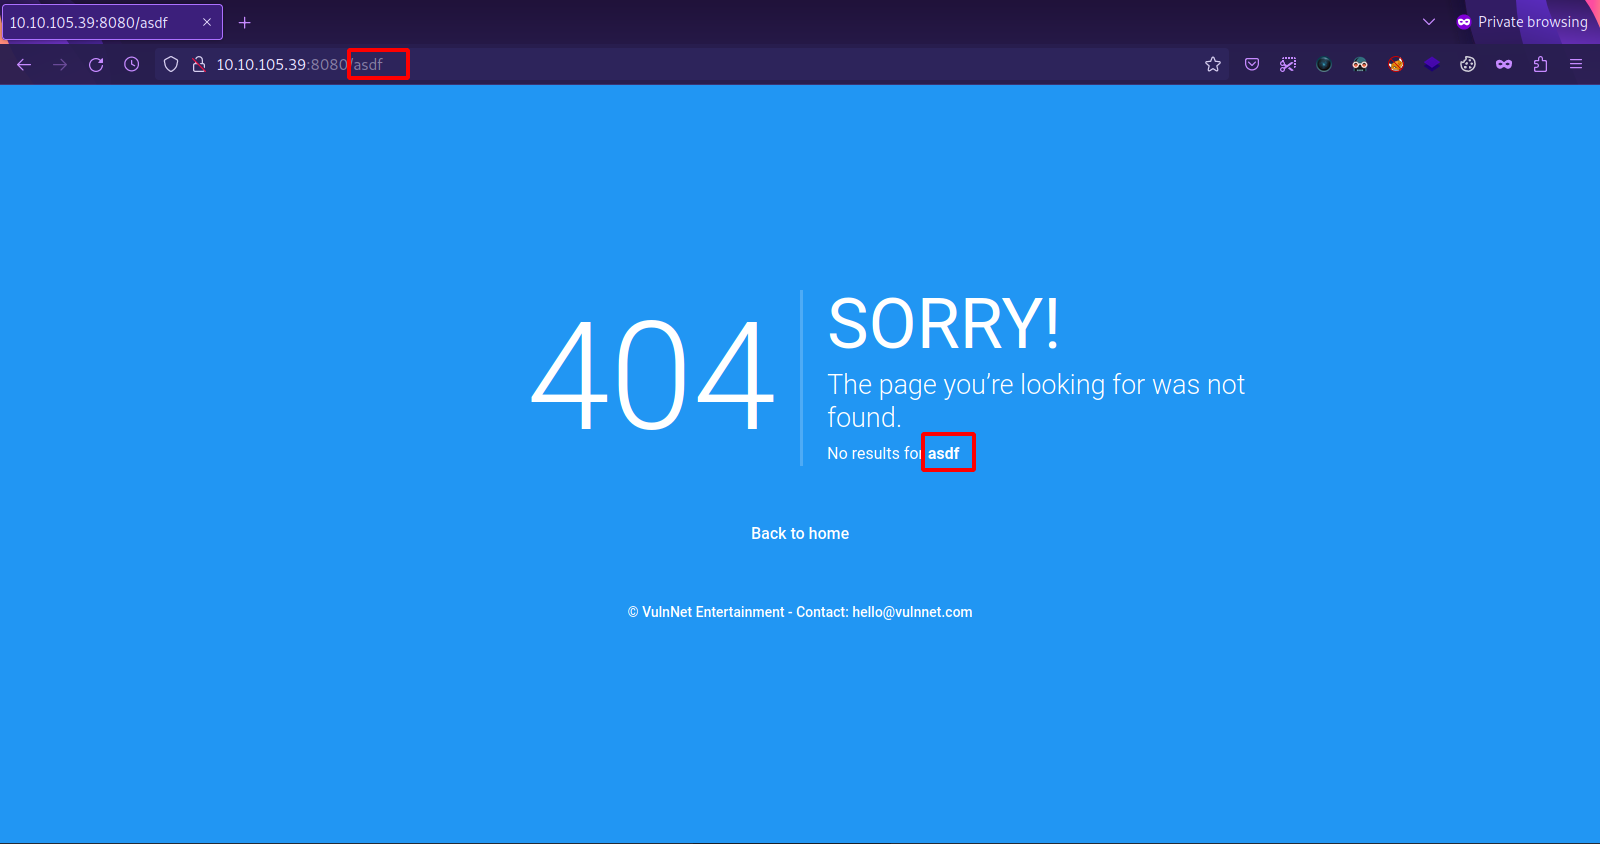 10.10.105.39:8080/asdf
Private browsing
10.10.105.39:8080/asdf
404
SORRY!
The page you’re looking for was not
found.
No results for asdf
Back to home
© VulnNet Entertainment - Contact: hello@vulnnet.com